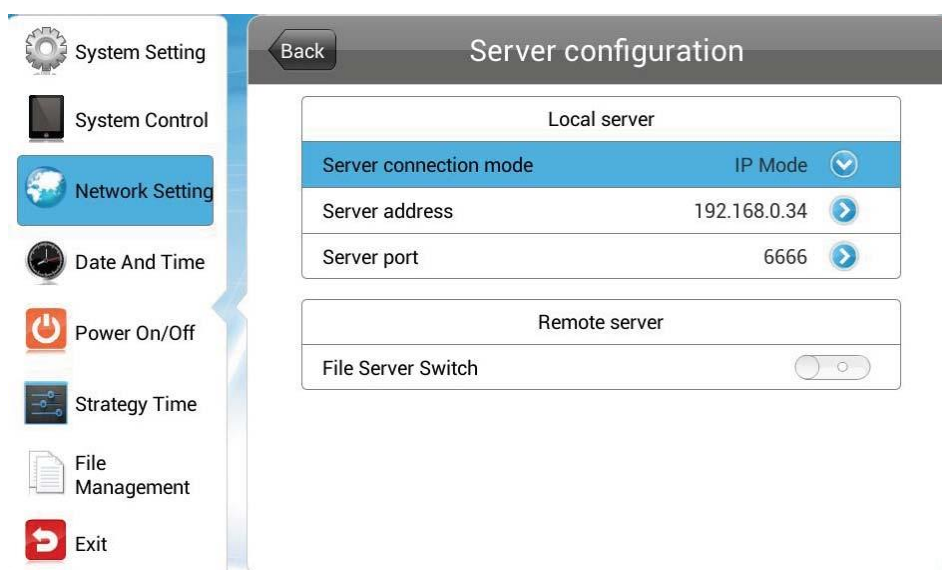 System Setting
System Control
Network Setting
Date And Time
Power On/Off
Strategy Time
File
Management
Exit
Back
Server configuration
Local server
Server connection mode IP Mode
Server address 192.168.0.34
Server port 6666
Remote server
File Server Switch